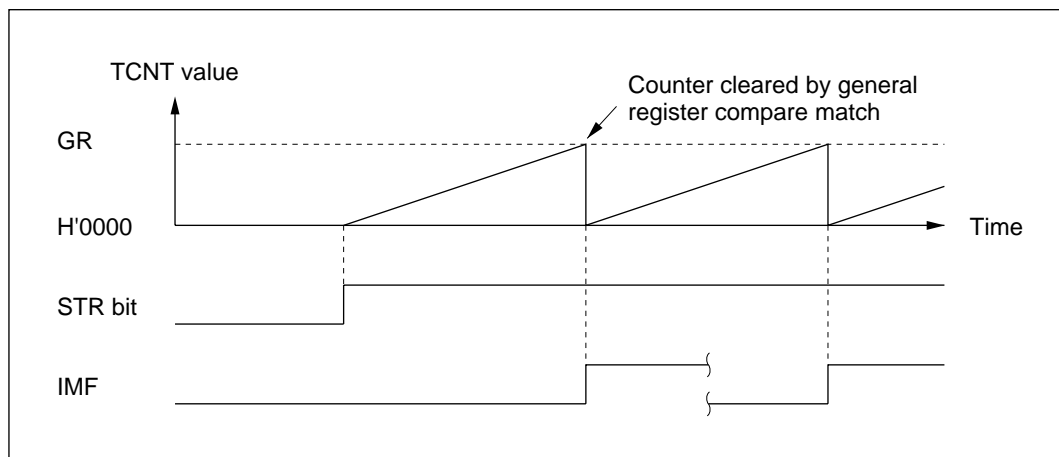 TCNT value
Counter cleared by general
register compare match
GR
H'0000
Time
STR bit
IMF